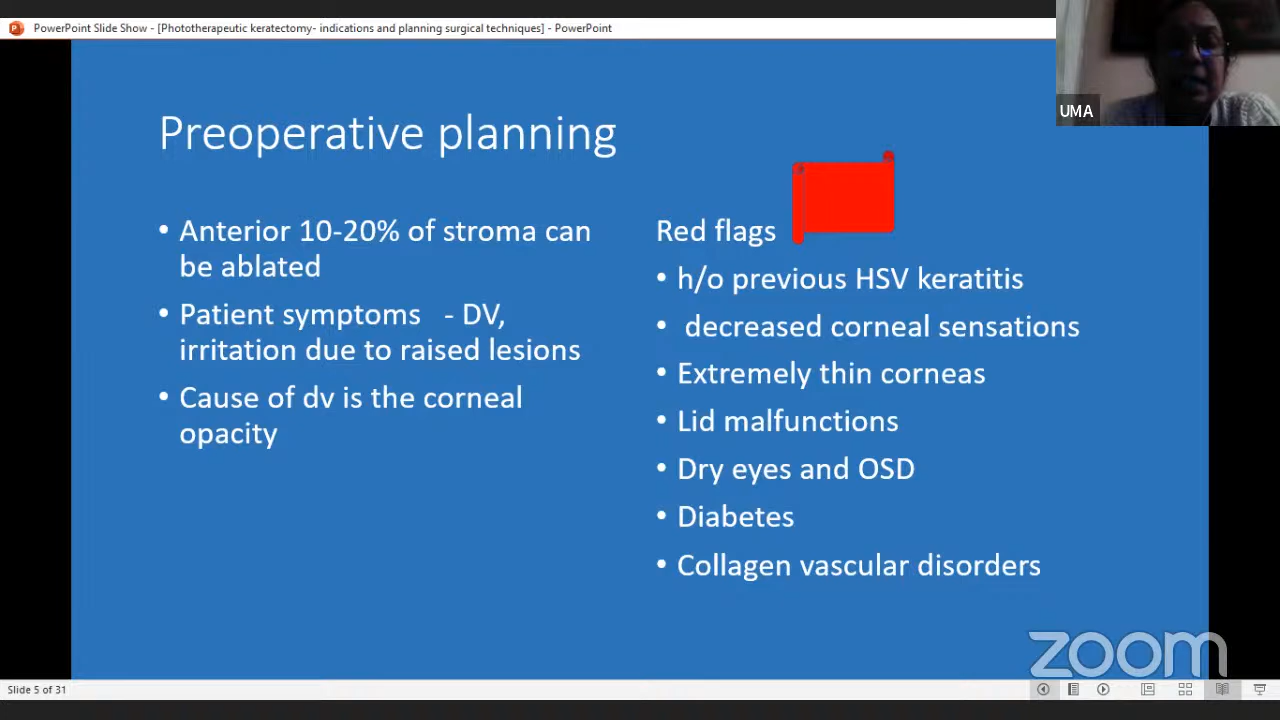 PowerPoint Slide Show - [Phototherapeutic keratectomy- indications and planning surgical techniques] - PowerPoint
UMA
Preoperative planning
• Anterior 10-20% of stroma can
be ablated
• Patient symptoms - DV,
irritation due to raised lesions
• Cause of dv is the corneal
opacity
Red flags
• h/o previous HSV keratitis
• decreased corneal sensations
• Extremely thin corneas
• Lid malfunctions
• Dry eyes and OSD
• Diabetes
• Collagen vascular disorders
zoom
Slide 5 of 31